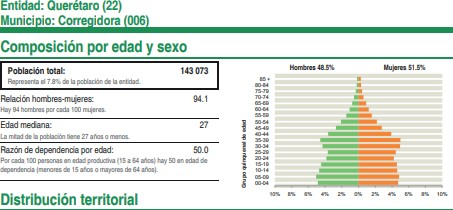 Entidad: Querétaro (22)
Municipio: Corregidora (006)
Composición por edad y sexo
Población total: 143 073
Representa el 7.8% de la población de la entidad.
Relación hombres-mujeres: 94.1
Hay 94 hombres por cada 100 mujeres.
Edad mediana: 27
La mitad de la población tiene 27 años o menos.
Razón de dependencia por edad: 50.0
Por cada 100 personas en edad productiva (15 a 64 años) hay 50 en edad de
dependencia (menores de 15 años o mayores de 64 años).
Hombres 48.5% Mujeres 51.5%
Grupo quinquenal de edad
85 +
80-84
75-79
70-74
65-69
60-64
55-59
50-54
45-49
40-44
35-39
30-34
25-29
20-24
15-19
10-14
05-09
00-04
10% 8% 6% 4% 2% 0% 2% 4% 6% 8% 10%
Distribución territorial